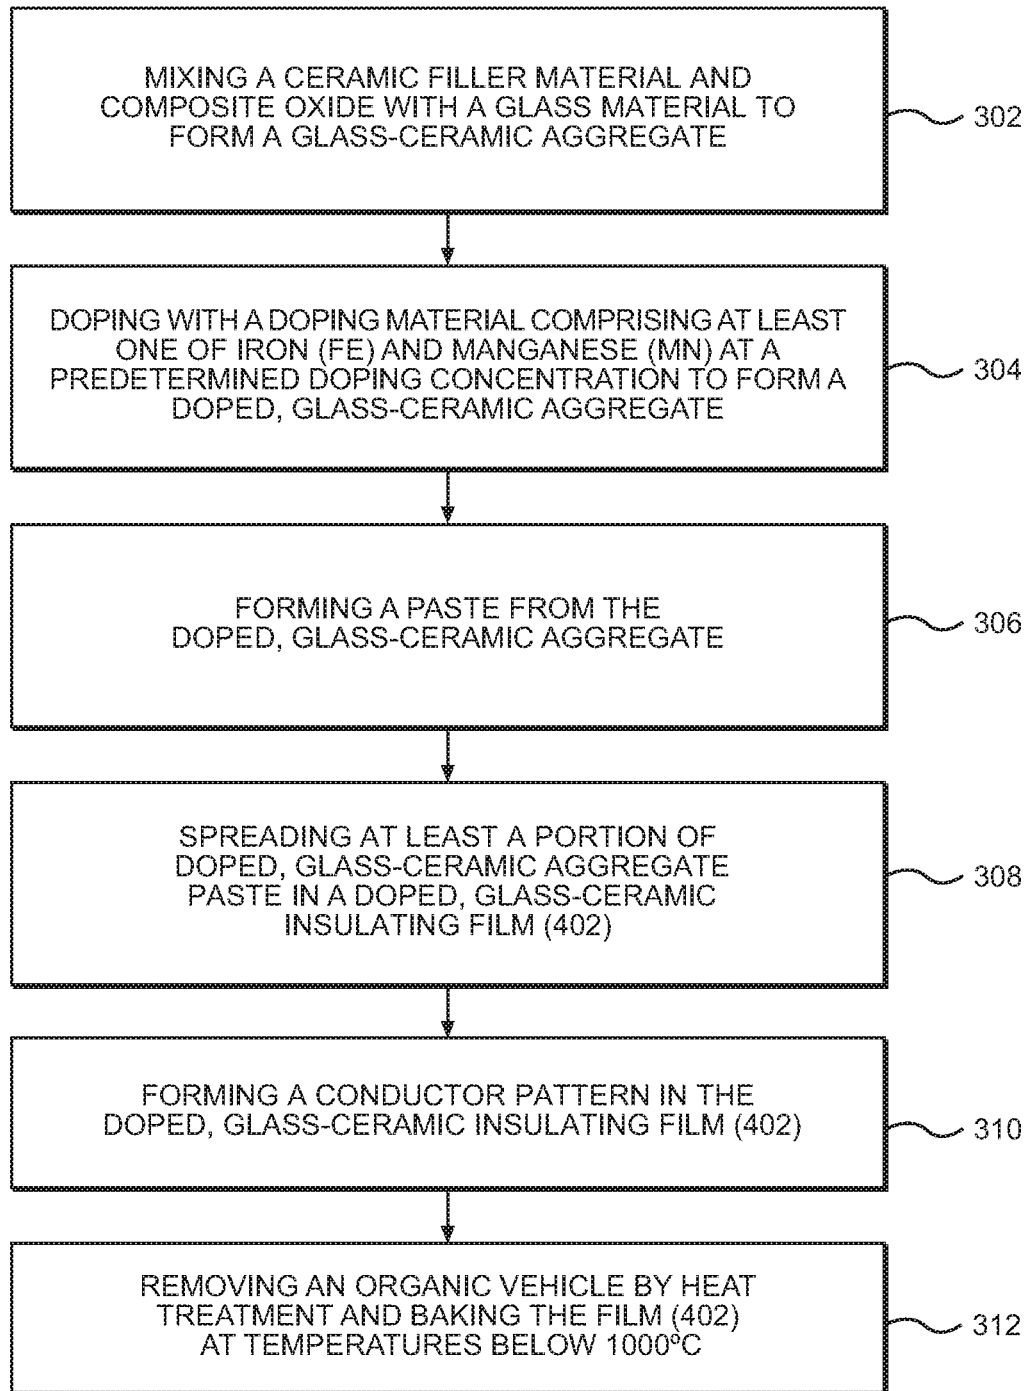 MIXING A CERAMIC FILLER MATERIAL AND
COMPOSITE OXIDE WITH A GLASS MATERIAL TO
FORM A GLASS-CERAMIC AGGREGATE
302
DOPING WITH A DOPING MATERIAL COMPRISING AT LEAST
ONE OF IRON (FE) AND MANGANESE (MN) AT A
PREDETERMINED DOPING CONCENTRATION TO FORM A
DOPED, GLASS-CERAMIC AGGREGATE
304
FORMING A PASTE FROM THE
DOPED, GLASS-CERAMIC AGGREGATE
306
SPREADING AT LEAST A PORTION OF
DOPED, GLASS-CERAMIC AGGREGATE
PASTE IN A DOPED, GLASS-CERAMIC
INSULATING FILM (402)
308
FORMING A CONDUCTOR PATTERN IN THE
DOPED, GLASS-CERAMIC INSULATING FILM (402)
310
REMOVING AN ORGANIC VEHICLE BY HEAT
TREATMENT AND BAKING THE FILM (402)
AT TEMPERATURES BELOW 1000ºC
312